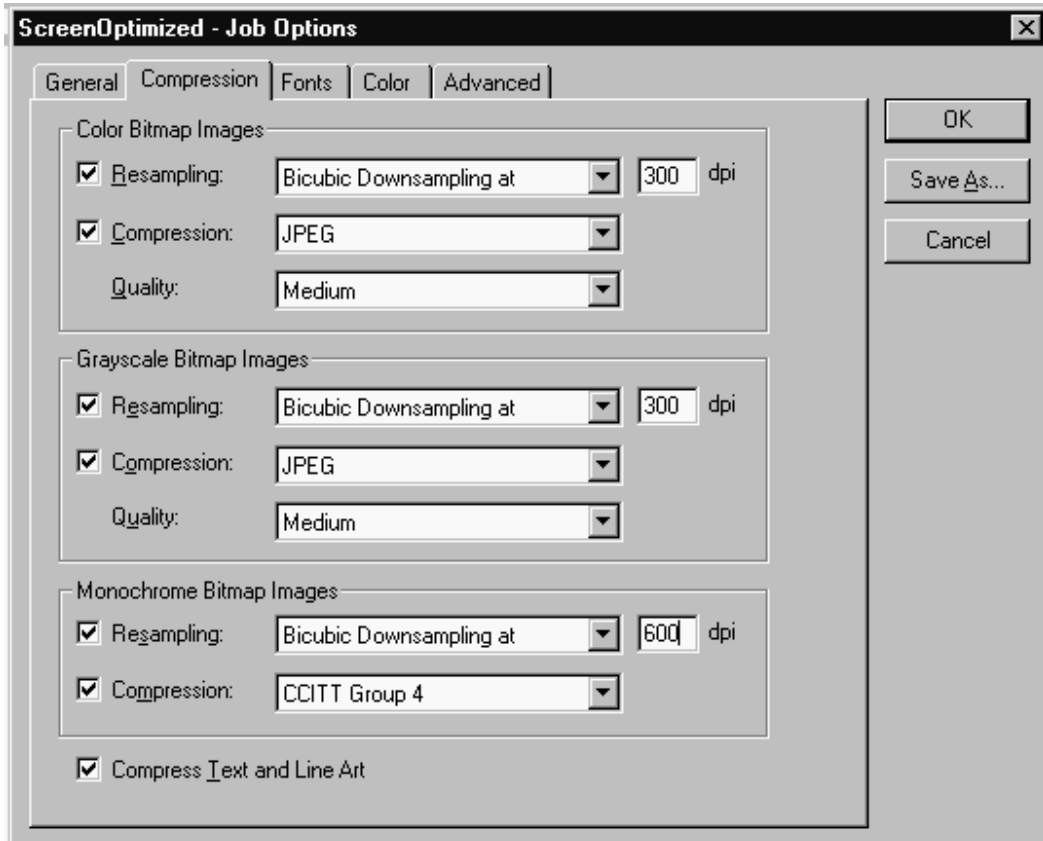 ScreenOptimized - Job Options
General Compression Fonts Color Advanced
Color Bitmap Images
Resampling: Bicubic Downsampling at 300 dpi
Compression: JPEG
Quality: Medium
Grayscale Bitmap Images
Resampling: Bicubic Downsampling at 300 dpi
Compression: JPEG
Quality: Medium
Monochrome Bitmap Images
Resampling: Bicubic Downsampling at 600 dpi
Compression: CCITT Group 4
Compress Text and Line Art
OK
Save As...
Cancel